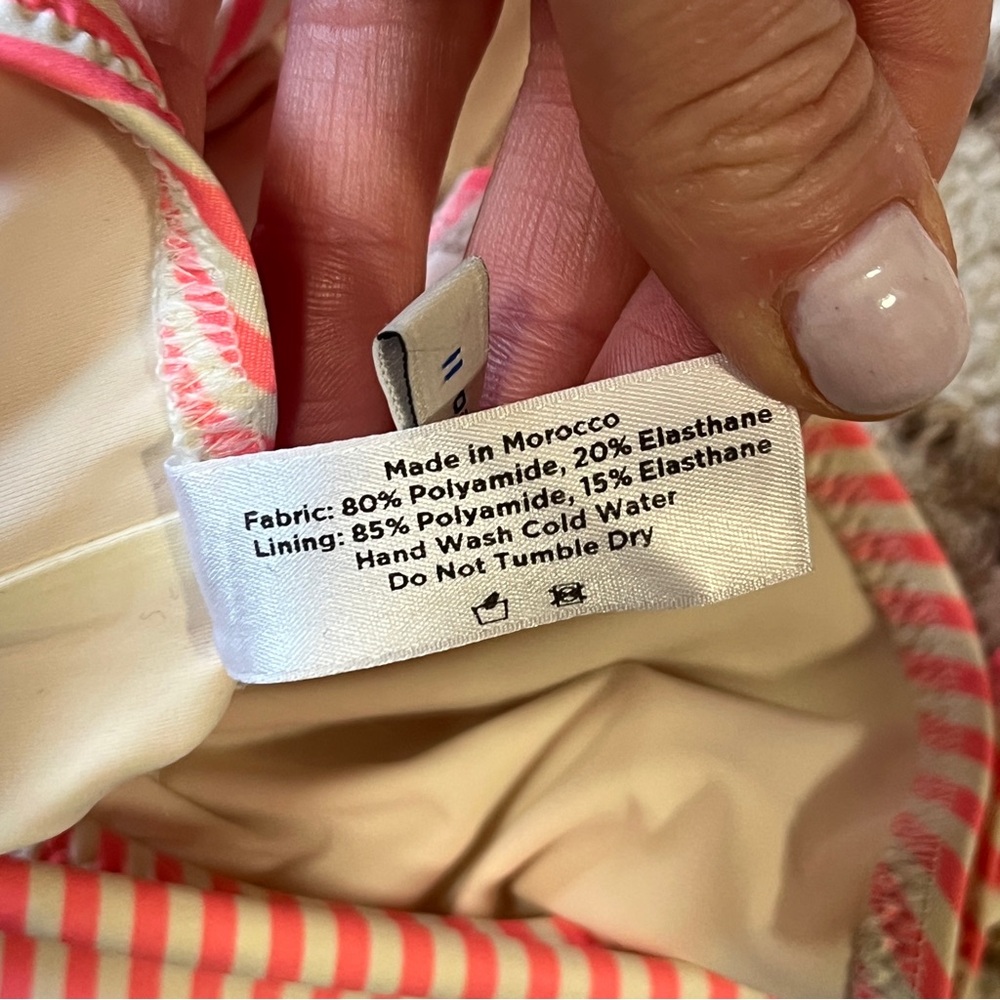 Made in Morocco
Fabric: 80% Polyamide, 20% Elasthane
Lining: 85% Polyamide, 15% Elasthane
Hand Wash Cold Water
Do Not Tumble Dry